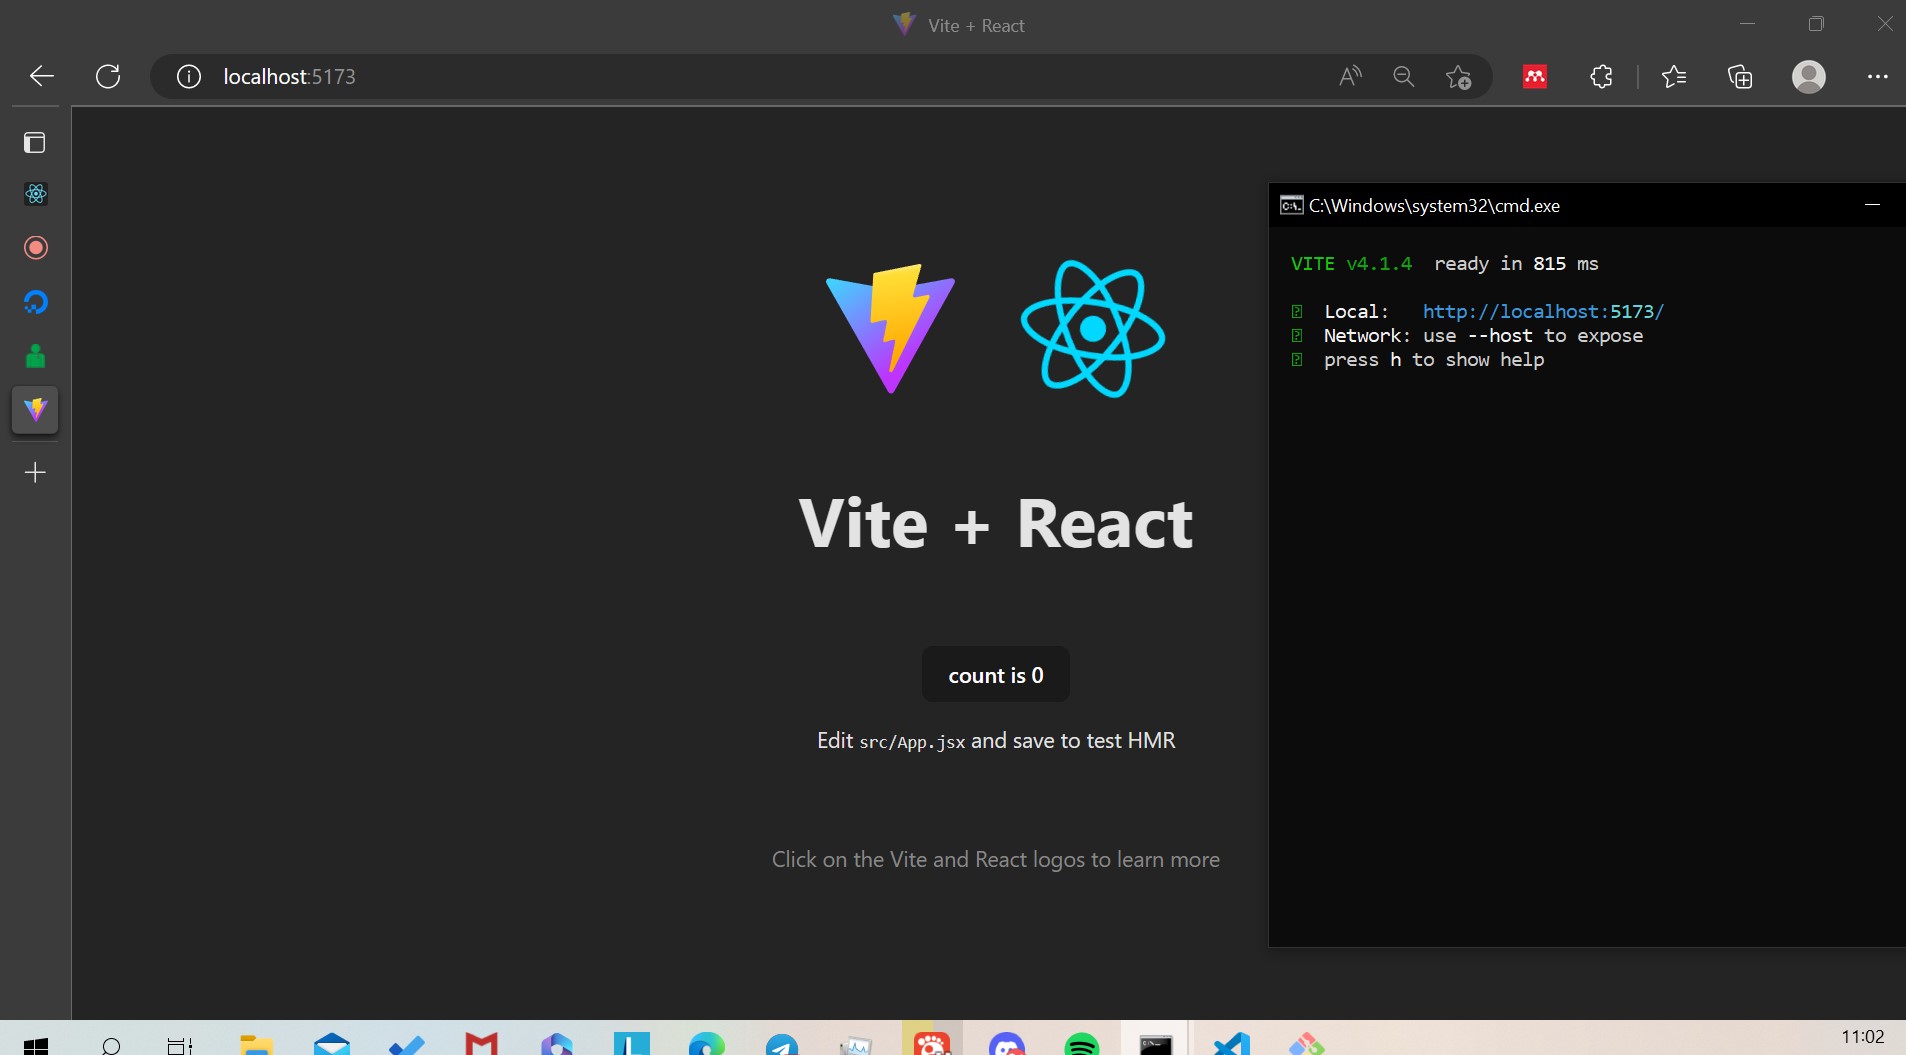 Vite + React
localhost:5173
C:\Windows\system32\cmd.exe
VITE v4.1.4 ready in 815 ms
Local: http://localhost:5173/
Network: use --host to expose
press h to show help
Vite + React
count is 0
Edit src/App.jsx and save to test HMR
Click on the Vite and React logos to learn more
11:02